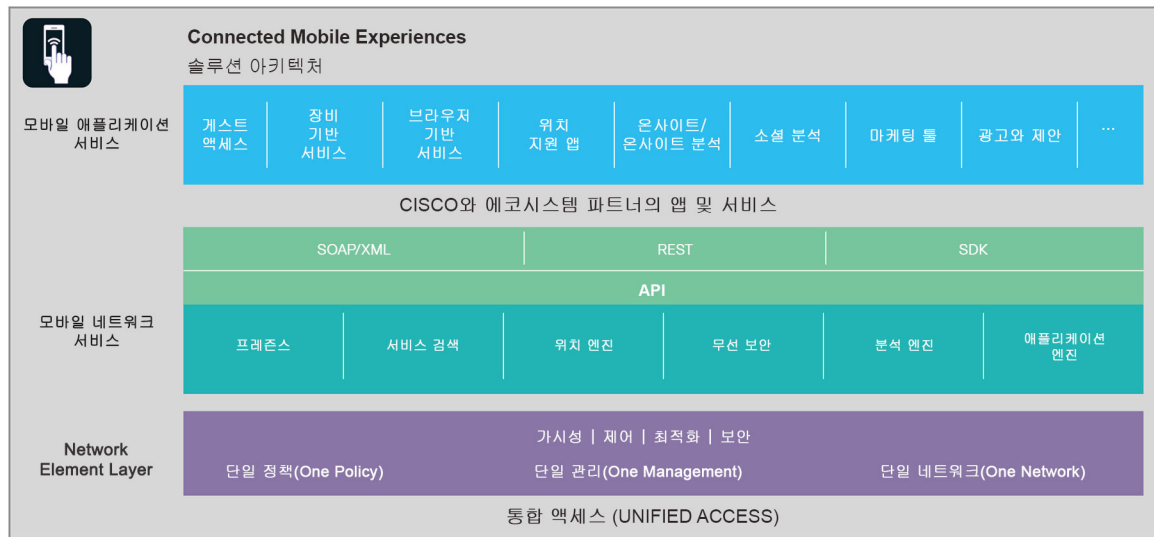 Connected Mobile Experiences
솔루션 아키텍처
모바일 애플리케이션
서비스
게스트
액세스
장비
기반
서비스
브라우저
기반
서비스
위치
지원 앱
온사이트/
온사이트 분석
소셜 분석
마케팅 툴
광고와 제안
...
CISCO와 에코시스템 파트너의 앱 및 서비스
모바일 네트워크
서비스
SOAP/XML
REST
SDK
API
프레즌스
서비스 검색
위치 엔진
무선 보안
분석 엔진
애플리케이션
엔진
Network
Element Layer
가시성 | 제어 | 최적화 | 보안
단일 정책(One Policy)
단일 관리(One Management)
단일 네트워크(One Network)
통합 액세스 (UNIFIED ACCESS)